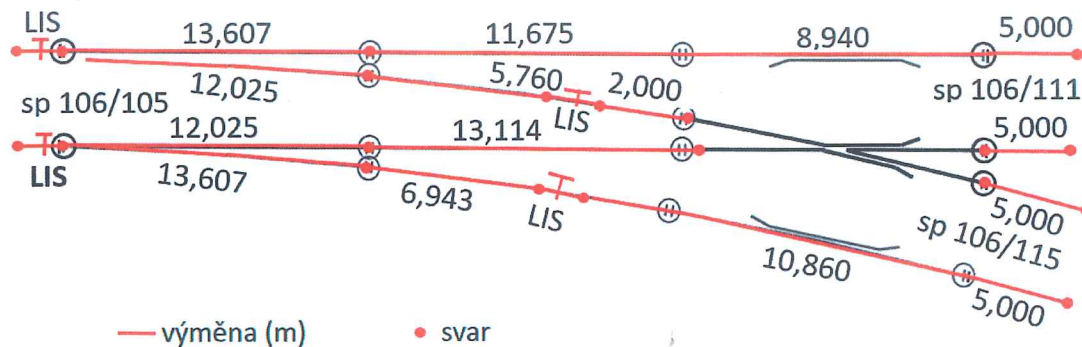 LIS 13,607 11,675 8,940 5,000
12,025 5,760 2,000
sp 106/105 LIS sp 106/111
12,025 13,114 5,000
LIS 13,607 6,943 LIS 5,000
sp 106/115
10,860 5,000
výměna (m) svar